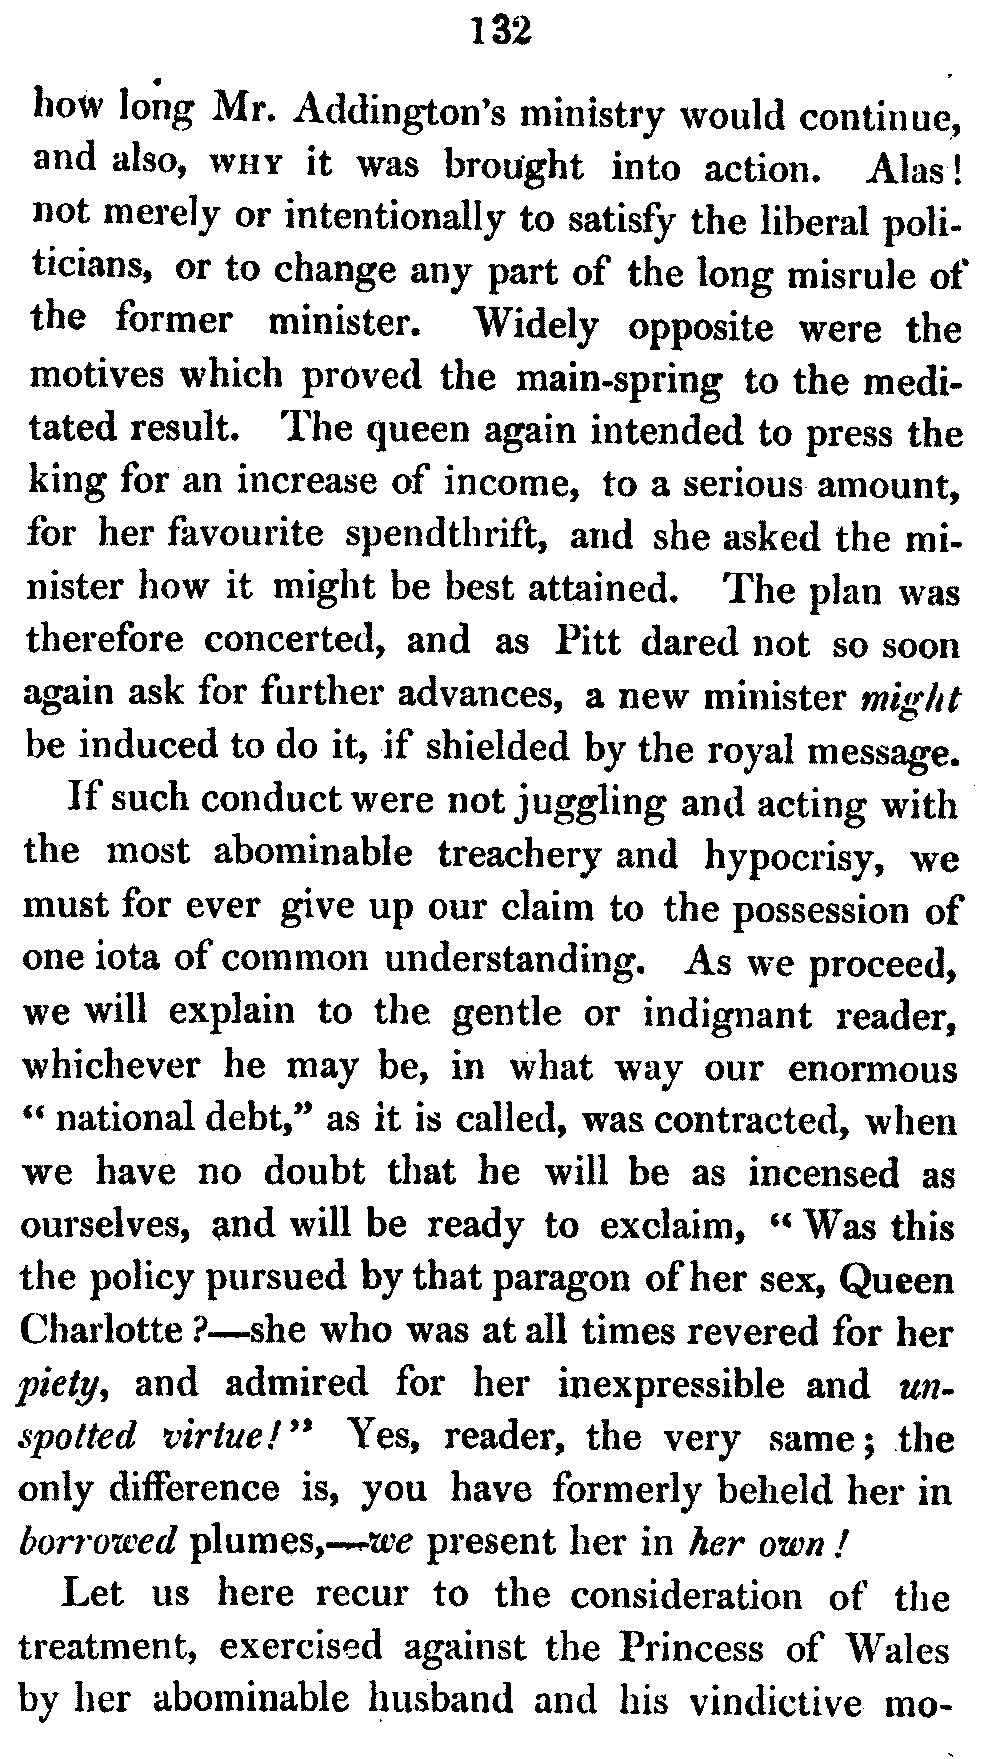 132
how long Mr. Addington's ministry would continue,
and also, WHY it was brought into action. Alas!
not merely or intentionally to satisfy the liberal poli-
ticians, or to change any part of the long misrule of
the former minister. Widely opposite were the
motives which proved the main-spring to the medi-
tated result. The queen again intended to press the
king for an increase of income, to a serious amount,
for her favourite spendthrift, and she asked the mi-
nister how it might be best attained. The plan was
therefore concerted, and as Pitt dared not so soon
again ask for further advances, a new minister might
be induced to do it, if shielded by the royal message.
If such conduct were not juggling and acting with
the most abominable treachery and hypocrisy, we
must for ever give up our claim to the possession of
one iota of common understanding. As we proceed,
we will explain to the gentle or indignant reader,
whichever he may be, in what way our enormous
“ national debt,” as it is called, was contracted, when
we have no doubt that he will be as incensed as
ourselves, and will be ready to exclaim, “ Was this
the policy pursued by that paragon of her sex, Queen
Charlotte ?—she who was at all times revered for her
piety, and admired for her inexpressible and un-
spotted virtue!” Yes, reader, the very same; the
only difference is, you have formerly beheld her in
borrowed plumes,—we present her in her own!
Let us here recur to the consideration of the
treatment, exercised against the Princess of Wales
by her abominable husband and his vindictive mo-